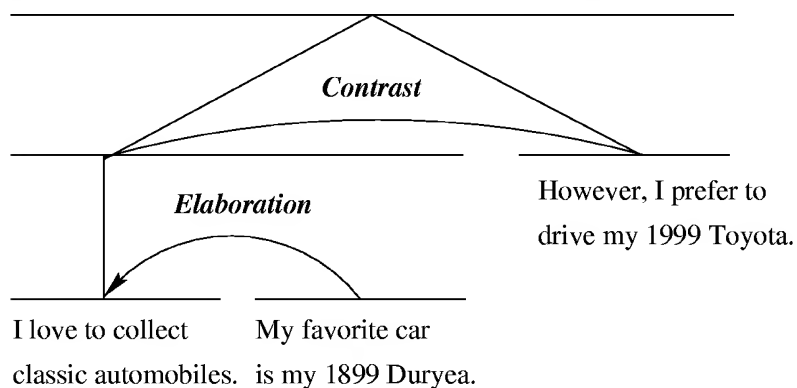 Contrast
Elaboration
However, I prefer to
drive my 1999 Toyota.
I love to collect
classic automobiles.
My favorite car
is my 1899 Duryea.